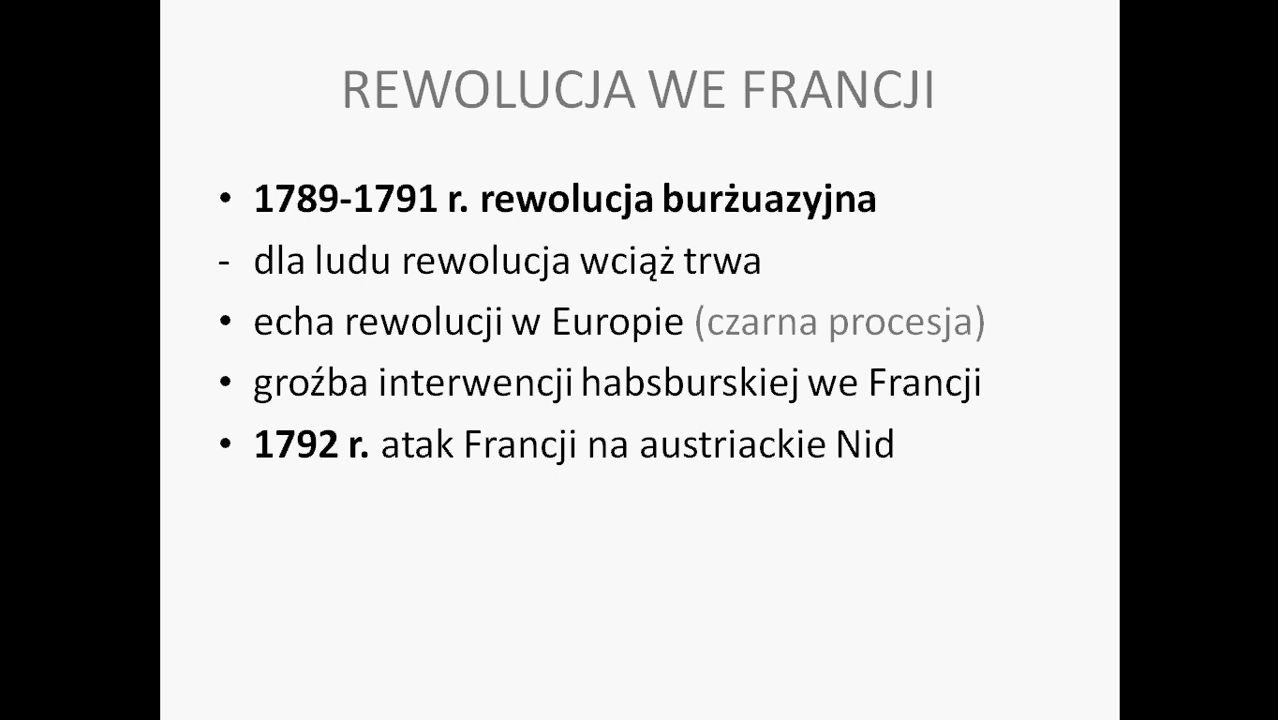 REWOLUCJA WE FRANCJI
• 1789-1791 r. rewolucja burżuazyjna
- dla ludu rewolucja wciąż trwa
• echa rewolucji w Europie (czarna procesja)
• groźba interwencji habsburskiej we Francji
• 1792 r. atak Francji na austriackie Nid